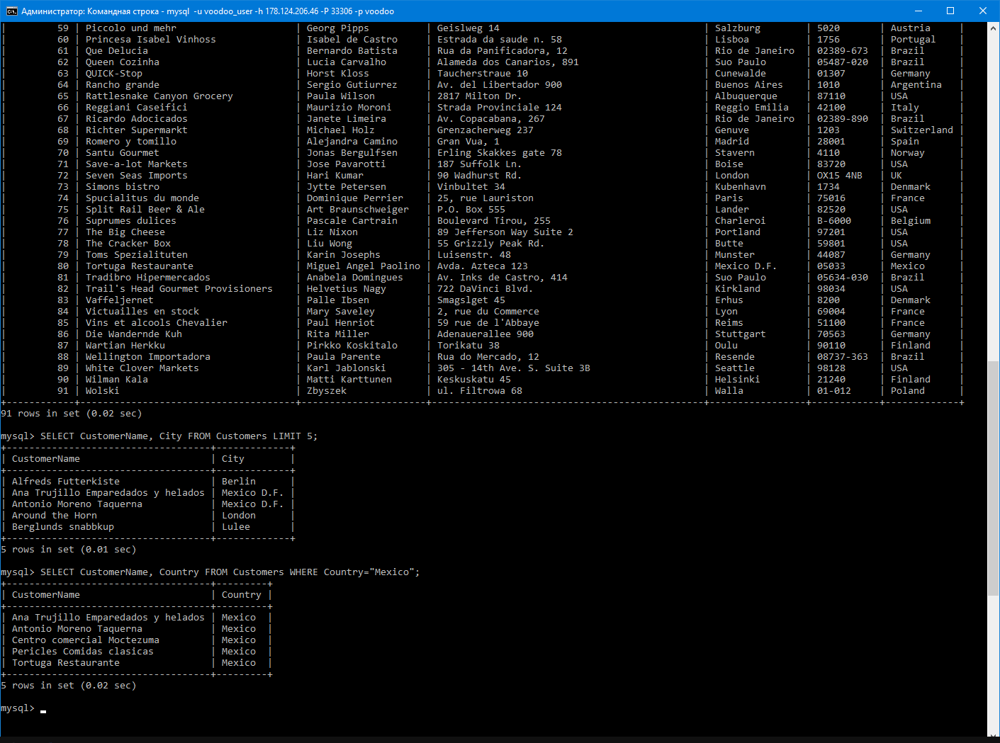 Администратор: Командная строка - mysql  -u voodoo_user -h 178.124.206.46 -P 33306 -p voodoo
|         59 | Piccolo und mehr                     | Georg Pipps          | Geislweg 14                                    | Salzburg       | 5020       | Austria     |
|         60 | Princesa Isabel Vinhoss              | Isabel de Castro     | Estrada da saude n. 58                         | Lisboa         | 1756       | Portugal    |
|         61 | Que Delucia                          | Bernardo Batista     | Rua da Panificadora, 12                        | Rio de Janeiro | 02389-673  | Brazil      |
|         62 | Queen Cozinha                        | Lucia Carvalho       | Alameda dos Canarios, 891                      | Suo Paulo      | 05487-020  | Brazil      |
|         63 | QUICK-Stop                           | Horst Kloss          | Taucherstraue 10                               | Cunewalde      | 01307      | Germany     |
|         64 | Rancho grande                        | Sergio Gutiurrez     | Av. del Libertador 900                         | Buenos Aires   | 1010       | Argentina   |
|         65 | Rattlesnake Canyon Grocery           | Paula Wilson         | 2817 Milton Dr.                                | Albuquerque    | 87110      | USA         |
|         66 | Reggiani Caseifici                   | Maurizio Moroni      | Strada Provinciale 124                         | Reggio Emilia  | 42100      | Italy       |
|         67 | Ricardo Adocicados                   | Janete Limeira       | Av. Copacabana, 267                            | Rio de Janeiro | 02389-890  | Brazil      |
|         68 | Richter Supermarkt                   | Michael Holz         | Grenzacherweg 237                              | Genuve         | 1203       | Switzerland |
|         69 | Romero y tomillo                     | Alejandra Camino     | Gran Vua, 1                                    | Madrid         | 28001      | Spain       |
|         70 | Santu Gourmet                        | Jonas Bergulfsen     | Erling Skakkes gate 78                         | Stavern        | 4110       | Norway      |
|         71 | Save-a-lot Markets                   | Jose Pavarotti       | 187 Suffolk Ln.                                | Boise          | 83720      | USA         |
|         72 | Seven Seas Imports                   | Hari Kumar           | 90 Wadhurst Rd.                                | London         | OX15 4NB   | UK          |
|         73 | Simons bistro                        | Jytte Petersen       | Vinbultet 34                                   | Kubenhavn      | 1734       | Denmark     |
|         74 | Spucialitus du monde                 | Dominique Perrier    | 25, rue Lauriston                              | Paris          | 75016      | France      |
|         75 | Split Rail Beer & Ale                | Art Braunschweiger   | P.O. Box 555                                   | Lander         | 82520      | USA         |
|         76 | Suprumes dulices                     | Pascale Cartrain     | Boulevard Tirou, 255                           | Charleroi      | B-6000     | Belgium     |
|         77 | The Big Cheese                       | Liz Nixon            | 89 Jefferson Way Suite 2                       | Portland       | 97201      | USA         |
|         78 | The Cracker Box                      | Liu Wong             | 55 Grizzly Peak Rd.                            | Butte          | 59801      | USA         |
|         79 | Toms Spezialituten                   | Karin Josephs        | Luisenstr. 48                                  | Munster        | 44087      | Germany     |
|         80 | Tortuga Restaurante                  | Miguel Angel Paolino | Avda. Azteca 123                               | Mexico D.F.    | 05033      | Mexico      |
|         81 | Tradibro Hipermercados               | Anabela Domingues    | Av. Inks de Castro, 414                        | Suo Paulo      | 05634-030  | Brazil      |
|         82 | Trail's Head Gourmet Provisioners    | Helvetius Nagy       | 722 DaVinci Blvd.                              | Kirkland       | 98034      | USA         |
|         83 | Vaffeljernet                         | Palle Ibsen          | Smagslget 45                                   | Erhus          | 8200       | Denmark     |
|         84 | Victuailles en stock                 | Mary Saveley         | 2, rue du Commerce                             | Lyon           | 69004      | France      |
|         85 | Vins et alcools Chevalier            | Paul Henriot         | 59 rue de l'Abbaye                             | Reims          | 51100      | France      |
|         86 | Die Wandernde Kuh                    | Rita Miller          | Adenauerallee 900                              | Stuttgart      | 70563      | Germany     |
|         87 | Wartian Herkku                       | Pirkko Koskitalo     | Torikatu 38                                    | Oulu           | 90110      | Finland     |
|         88 | Wellington Importadora               | Paula Parente        | Rua do Mercado, 12                             | Resende        | 08737-363  | Brazil      |
|         89 | White Clover Markets                 | Karl Jablonski       | 305 - 14th Ave. S. Suite 3B                    | Seattle        | 98128      | USA         |
|         90 | Wilman Kala                          | Matti Karttunen      | Keskuskatu 45                                  | Helsinki       | 21240      | Finland     |
|         91 | Wolski                               | Zbyszek              | ul. Filtrowa 68                                | Walla          | 01-012     | Poland      |
+------------+--------------------------------------+----------------------+------------------------------------------------+----------------+------------+-------------+
91 rows in set (0.02 sec)
mysql> SELECT CustomerName, City FROM Customers LIMIT 5;
+------------------------------------+-------------+
| CustomerName                       | City        |
+------------------------------------+-------------+
| Alfreds Futterkiste                | Berlin      |
| Ana Trujillo Emparedados y helados | Mexico D.F. |
| Antonio Moreno Taquerna            | Mexico D.F. |
| Around the Horn                    | London      |
| Berglunds snabbkup                 | Lulee       |
+------------------------------------+-------------+
5 rows in set (0.01 sec)
mysql> SELECT CustomerName, Country FROM Customers WHERE Country="Mexico";
+------------------------------------+---------+
| CustomerName                       | Country |
+------------------------------------+---------+
| Ana Trujillo Emparedados y helados | Mexico  |
| Antonio Moreno Taquerna            | Mexico  |
| Centro comercial Moctezuma         | Mexico  |
| Pericles Comidas clasicas          | Mexico  |
| Tortuga Restaurante                | Mexico  |
+------------------------------------+---------+
5 rows in set (0.02 sec)
mysql> _